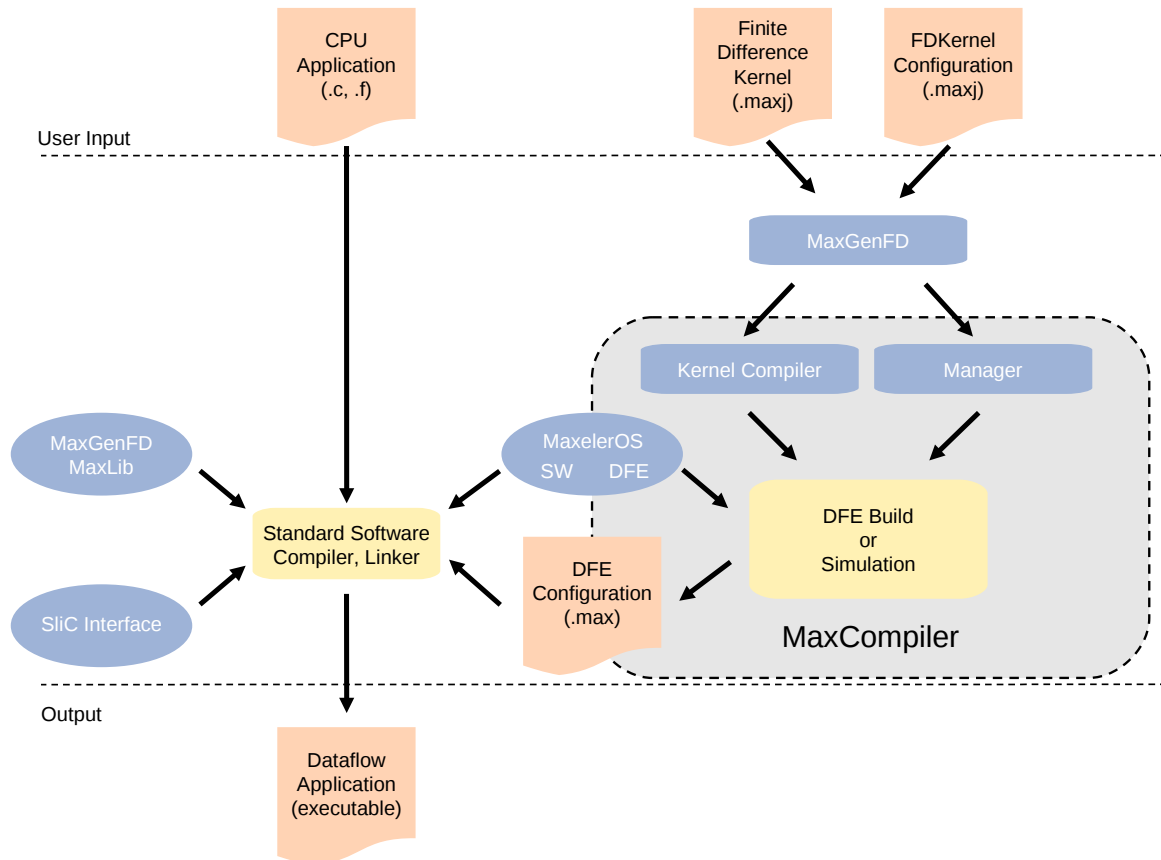 CPU
Application
(.c, .f)
Finite
Difference
Kernel
(.maxj)
FDKernel
Configuration
(.maxj)
User Input
MaxGenFD
Kernel Compiler
Manager
MaxGenFD
MaxLib
MaxelerOS
SW DFE
Standard Software
Compiler, Linker
DFE Build
or
Simulation
DFE
Configuration
(.max)
SliC Interface
MaxCompiler
Output
Dataflow
Application
(executable)